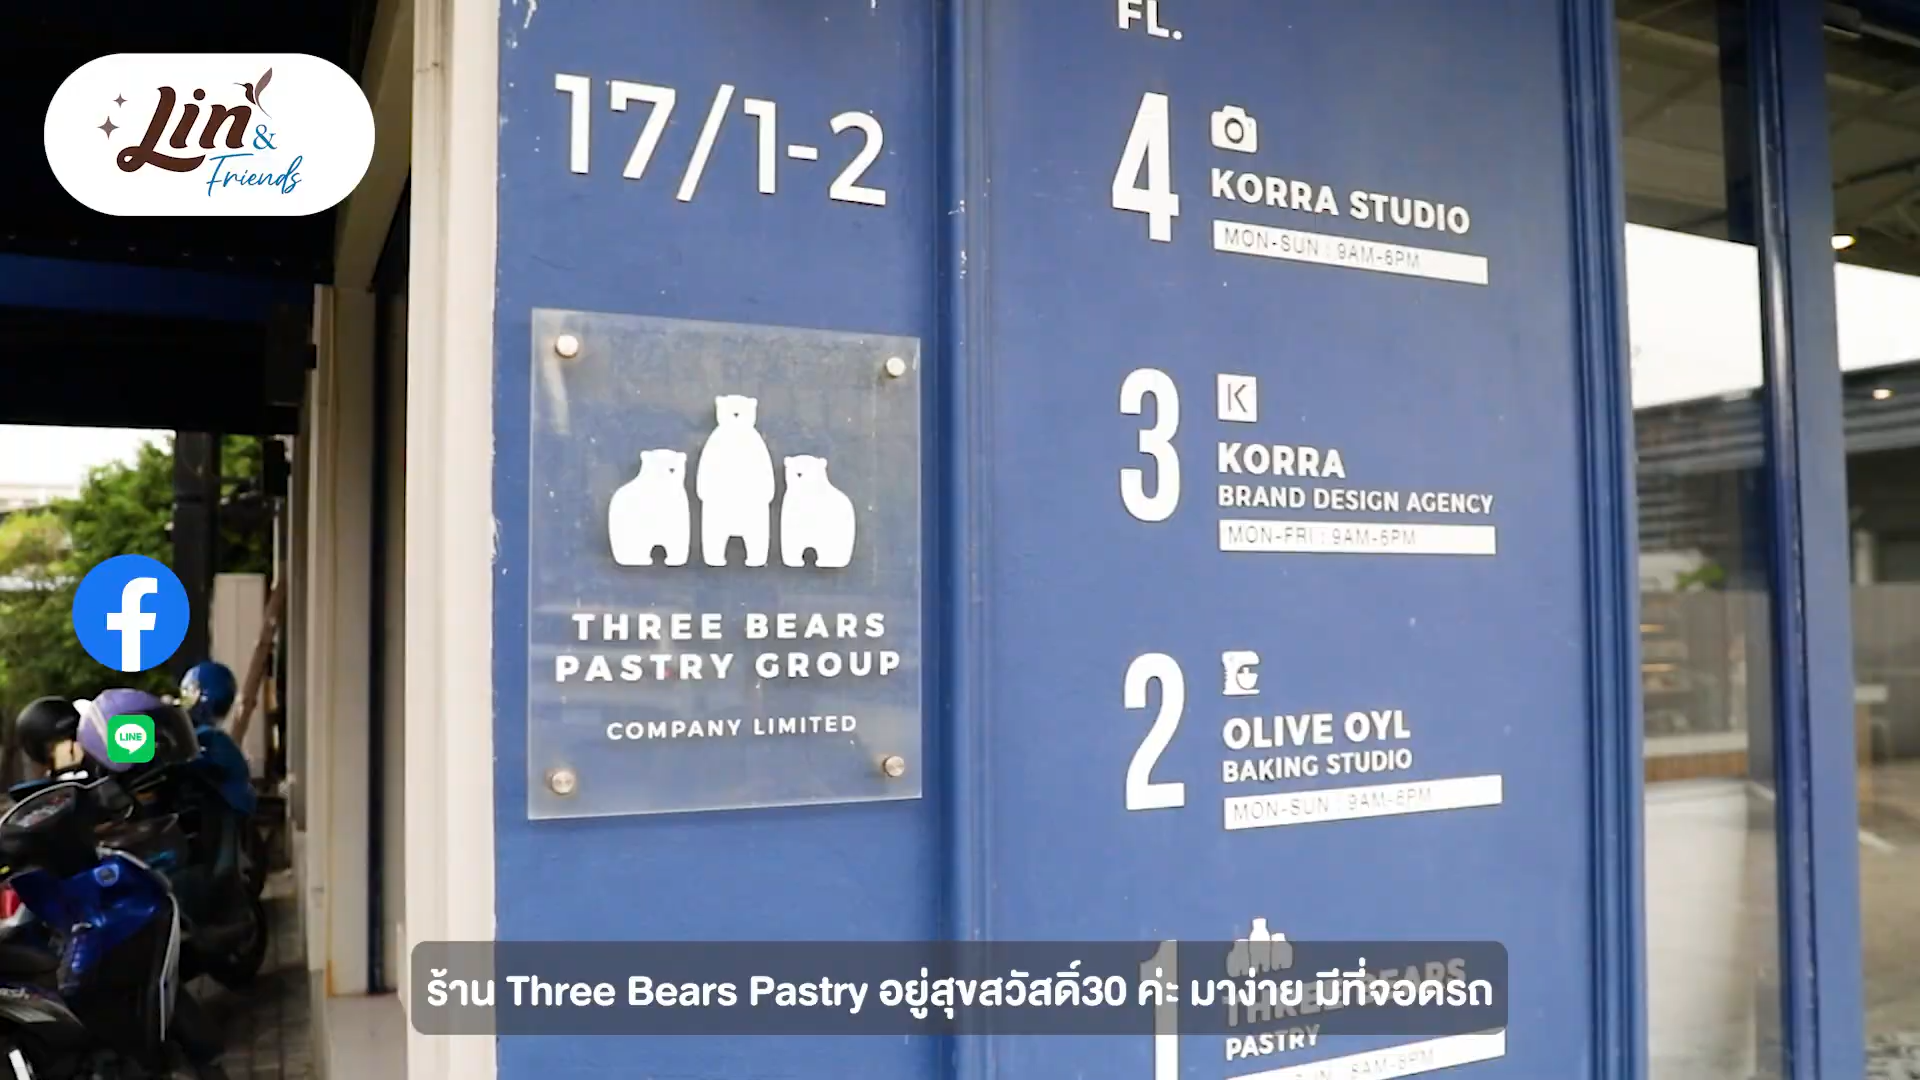 Lin &
Friends
17/1-2
THREE BEARS
PASTRY GROUP
COMPANY LIMITED
FL.
4
KORRA STUDIO
MON-SUN : 9AM-6PM
3
K
KORRA
BRAND DESIGN AGENCY
MON-FRI : 9AM-6PM
2
OLIVE OYL
BAKING STUDIO
MON-SUN : 9AM-6PM
1
THREE BEARS
PASTRY
LINE
ร้าน Three Bears Pastry อยู่สุขสวัสดิ์30 ค่ะ มาง่าย มีที่จอดรถ